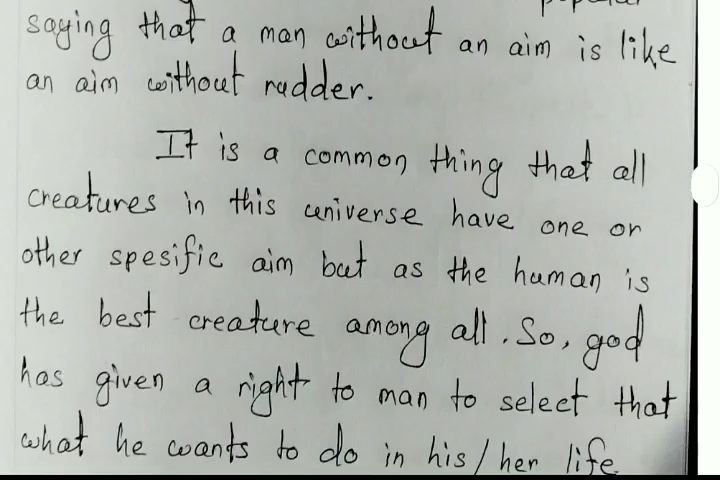 saying that a man without an aim is like
an aim without rudder.
It is a common thing that all
creatures in this universe have one or
other spesific aim but as the human is
the best creature among all. So, god
has given a right to man to select that
what he wants to do in his/her life